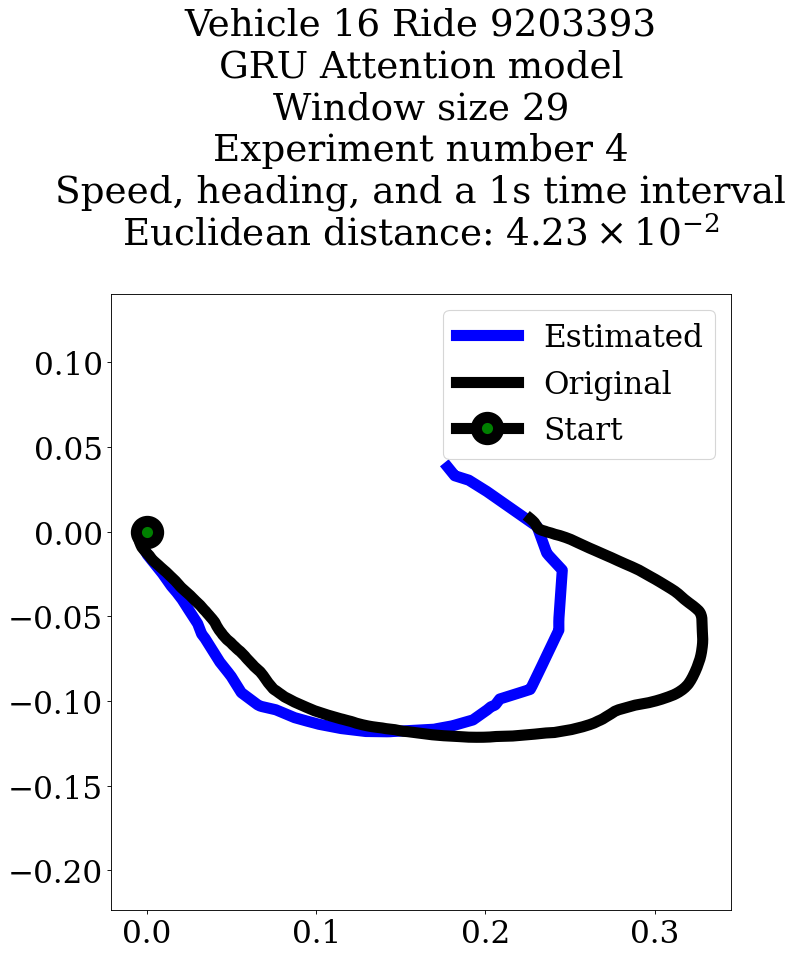 Vehicle 16 Ride 9203393
GRU Attention model
Window size 29
Experiment number 4
Speed, heading, and a 1s time interval
Euclidean distance: 4.23 × 10⁻²
Estimated
Original
Start
0.10
0.05
0.00
−0.05
−0.10
−0.15
−0.20
0.0 0.1 0.2 0.3